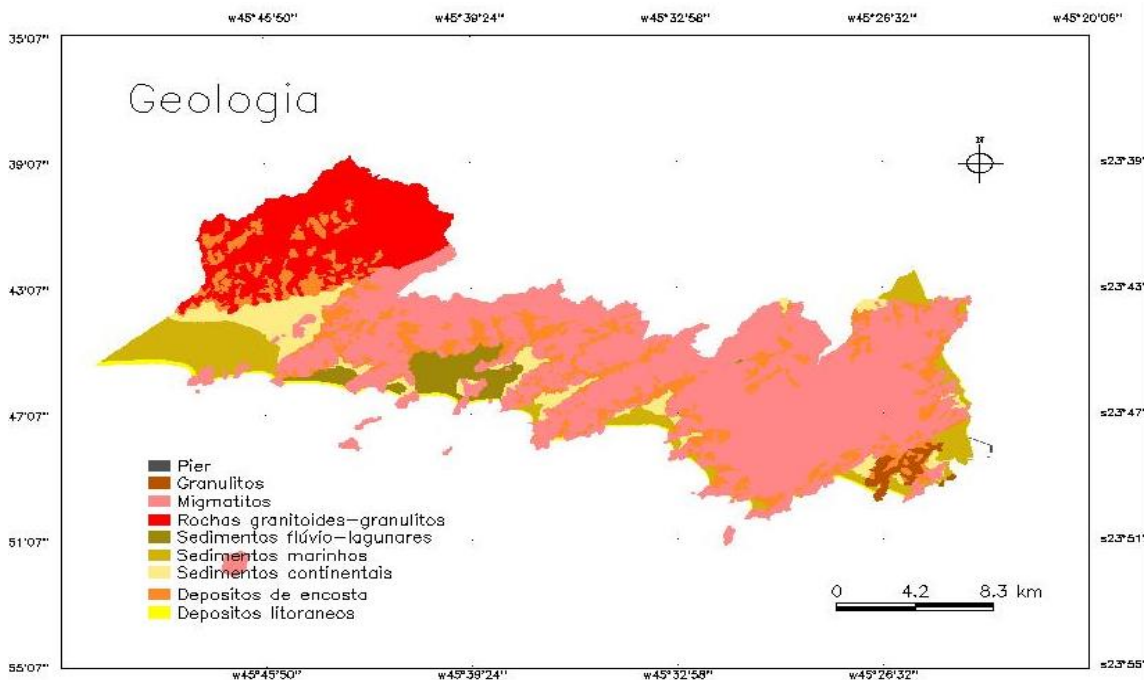 w45°45'50" w45°39'24" w45°32'58" w45°26'32" w45°20'06"
35'07"
Geologia
N
39'07" s23°39'
43'07" s23°43'
47'07" s23°47'
Pier
Granulitos
Migmatitos
Rochas granitoides-granulitos
Sedimentos flúvio-lagunares
51'07" s23°51'
Sedimentos marinhos
Sedimentos continentais
Depositos de encosta
0 4.2 8.3 km
Depositos litoraneos
55'07" s23°55'
w45°45'50" w45°39'24" w45°32'58" w45°26'32"